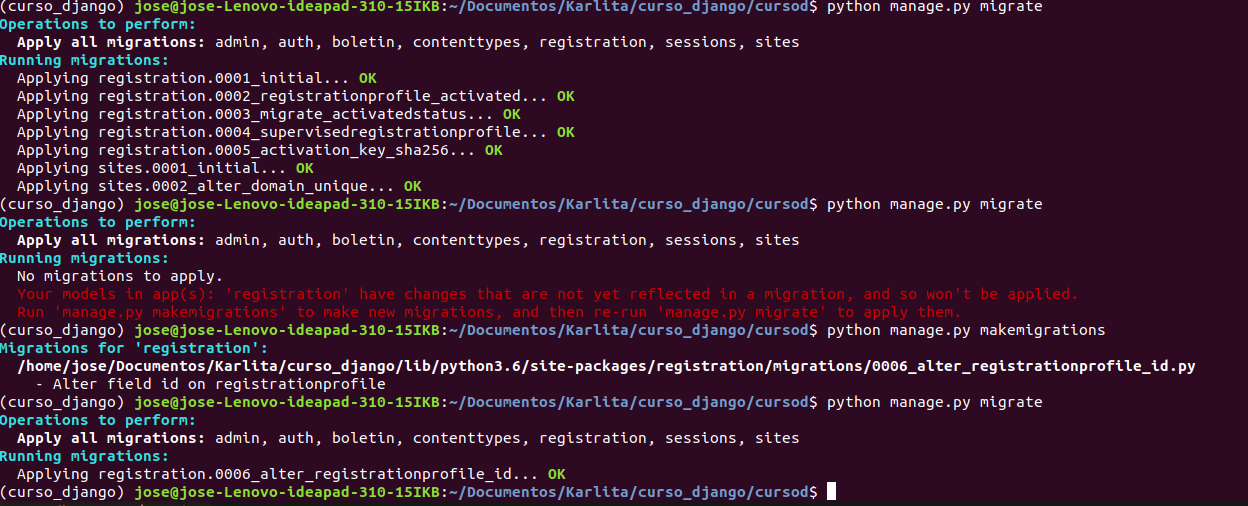 (curso_django) jose@jose-Lenovo-ideapad-310-15IKB:~/Documentos/Karlita/curso_django/cursod$ python manage.py migrate
Operations to perform:
  Apply all migrations: admin, auth, boletin, contenttypes, registration, sessions, sites
Running migrations:
  Applying registration.0001_initial... OK
  Applying registration.0002_registrationprofile_activated... OK
  Applying registration.0003_migrate_activatedstatus... OK
  Applying registration.0004_supervisedregistrationprofile... OK
  Applying registration.0005_activation_key_sha256... OK
  Applying sites.0001_initial... OK
  Applying sites.0002_alter_domain_unique... OK
(curso_django) jose@jose-Lenovo-ideapad-310-15IKB:~/Documentos/Karlita/curso_django/cursod$ python manage.py migrate
Operations to perform:
  Apply all migrations: admin, auth, boletin, contenttypes, registration, sessions, sites
Running migrations:
  No migrations to apply.
  Your models in app(s): 'registration' have changes that are not yet reflected in a migration, and so won't be applied.
  Run 'manage.py makemigrations' to make new migrations, and then re-run 'manage.py migrate' to apply them.
(curso_django) jose@jose-Lenovo-ideapad-310-15IKB:~/Documentos/Karlita/curso_django/cursod$ python manage.py makemigrations
Migrations for 'registration':
  /home/jose/Documentos/Karlita/curso_django/lib/python3.6/site-packages/registration/migrations/0006_alter_registrationprofile_id.py
    - Alter field id on registrationprofile
(curso_django) jose@jose-Lenovo-ideapad-310-15IKB:~/Documentos/Karlita/curso_django/cursod$ python manage.py migrate
Operations to perform:
  Apply all migrations: admin, auth, boletin, contenttypes, registration, sessions, sites
Running migrations:
  Applying registration.0006_alter_registrationprofile_id... OK
(curso_django) jose@jose-Lenovo-ideapad-310-15IKB:~/Documentos/Karlita/curso_django/cursod$